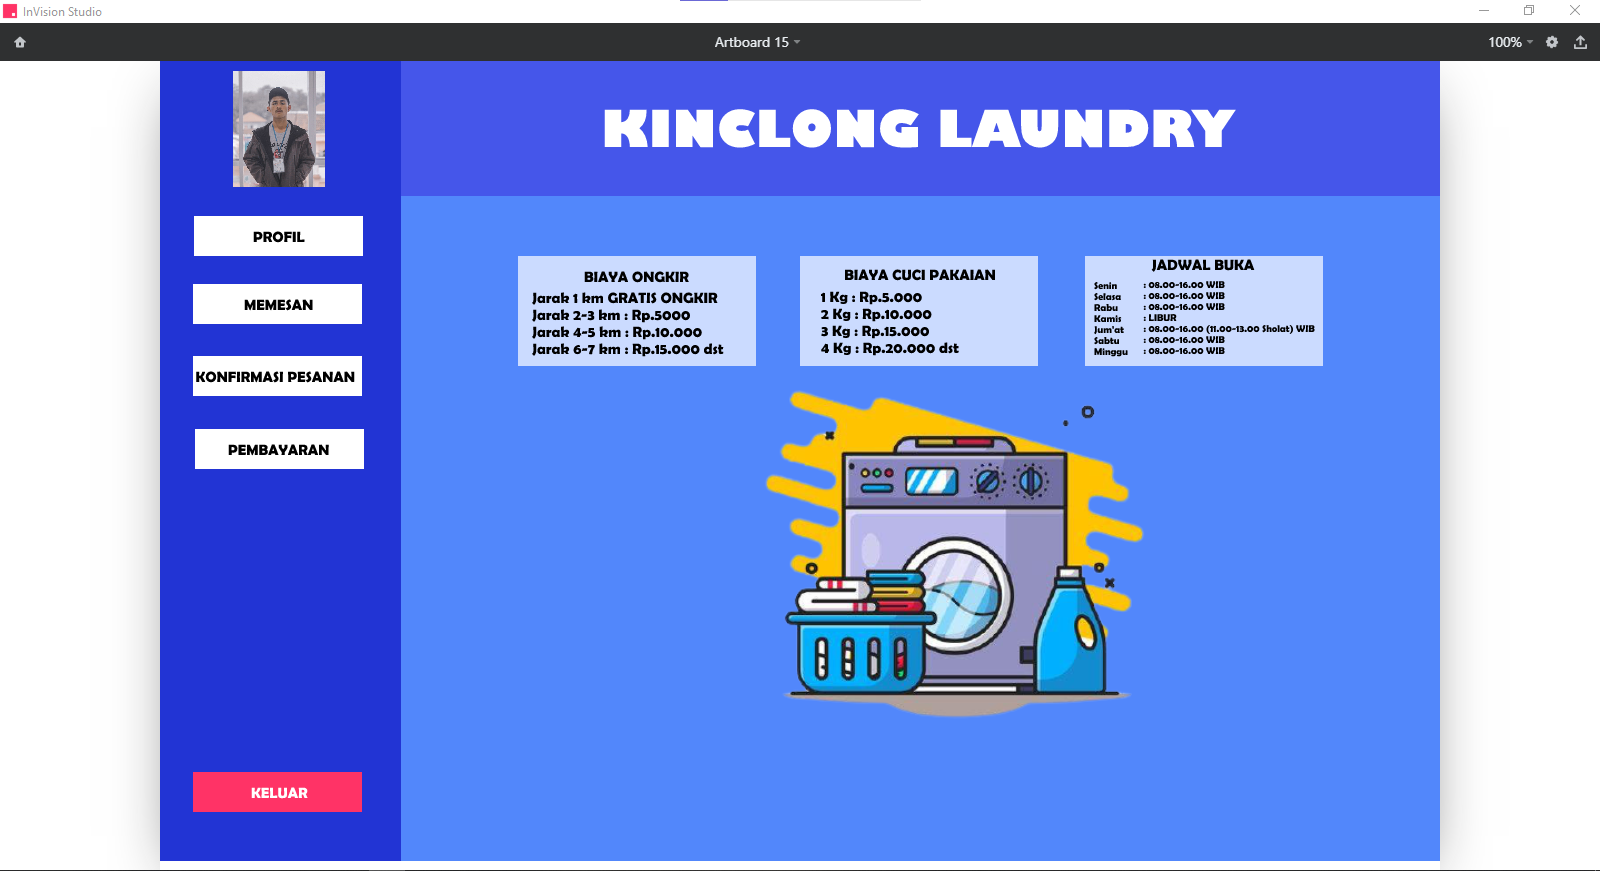 InVision Studio
Artboard 15
100%
KINCLONG LAUNDRY
PROFIL
MEMESAN
KONFIRMASI PESANAN
PEMBAYARAN
KELUAR
BIAYA ONGKIR
Jarak 1 km GRATIS ONGKIR
Jarak 2-3 km : Rp.5000
Jarak 4-5 km : Rp.10.000
Jarak 6-7 km : Rp.15.000 dst
BIAYA CUCI PAKAIAN
1 Kg : Rp.5.000
2 Kg : Rp.10.000
3 Kg : Rp.15.000
4 Kg : Rp.20.000 dst
JADWAL BUKA
Senin : 08.00-16.00 WIB
Selasa : 08.00-16.00 WIB
Rabu : 08.00-16.00 WIB
Kamis : LIBUR
Jum'at : 08.00-16.00 (11.00-13.00 Sholat) WIB
Sabtu : 08.00-16.00 WIB
Minggu : 08.00-16.00 WIB